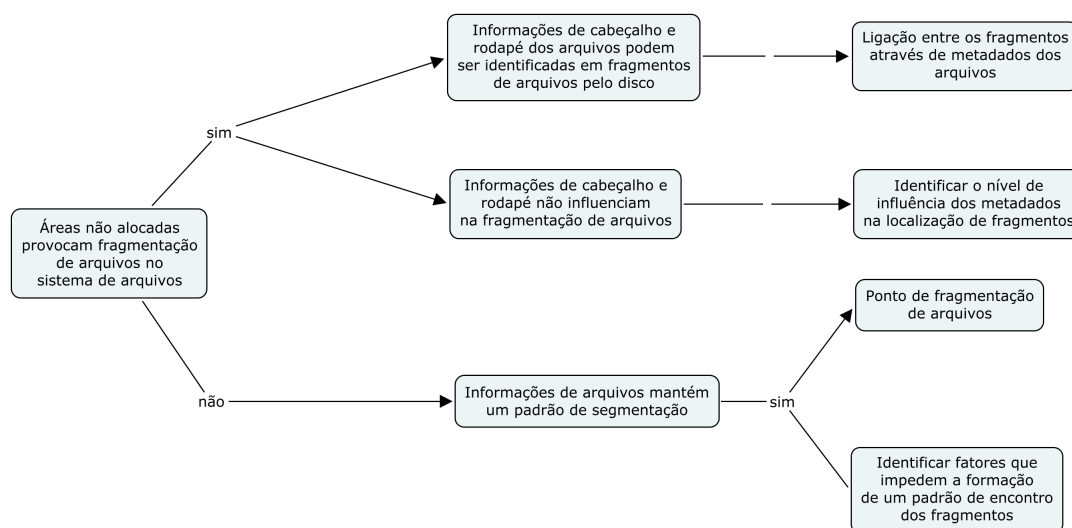 Informações de cabeçalho e
rodapé dos arquivos podem
ser identificadas em fragmentos
de arquivos pelo disco
Ligação entre os fragmentos
através de metadados dos
arquivos
sim
Informações de cabeçalho e
rodapé não influenciam
na fragmentação de arquivos
Identificar o nível de
influência dos metadados
na localização de fragmentos
Áreas não alocadas
provocam fragmentação
de arquivos no
sistema de arquivos
Ponto de fragmentação
de arquivos
não
Informações de arquivos mantém
um padrão de segmentação
sim
Identificar fatores que
impedem a formação
de um padrão de encontro
dos fragmentos